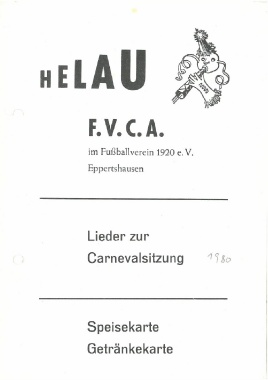 HELAU
F.V.C.A.
im Fußballverein 1920 e.V.
Eppertshausen
Lieder zur
Carnevalsitzung 1980
Speisekarte
Getränkekarte